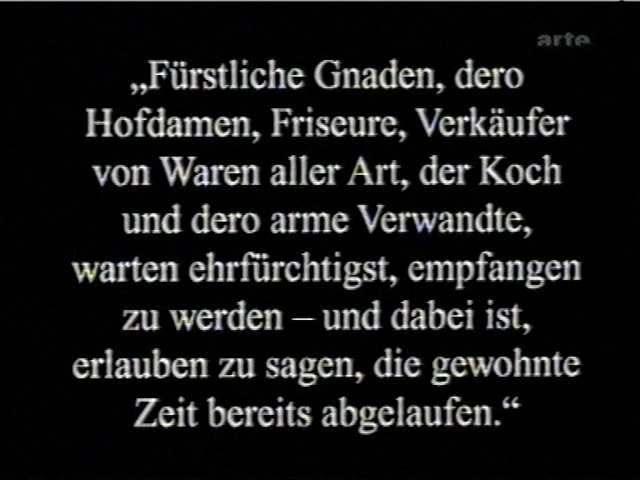 arte
„Fürstliche Gnaden, dero
Hofdamen, Friseure, Verkäufer
von Waren aller Art, der Koch
und dero arme Verwandte,
warten ehrfürchtigst, empfangen
zu werden – und dabei ist,
erlauben zu sagen, die gewohnte
Zeit bereits abgelaufen.“